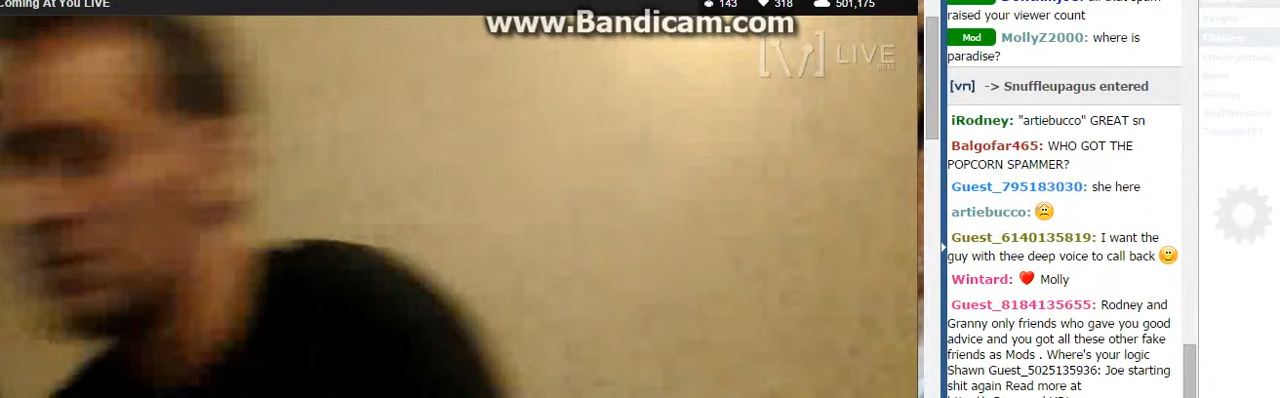 Coming At You LIVE
143 318 501,175
www.Bandicam.com
LIVE
BETA
raised your viewer count
Mod MollyZ2000: where is
paradise?
-> Snuffleupagus entered
iRodney: "artiebucco" GREAT sn
Balgofar465: WHO GOT THE
POPCORN SPAMMER?
Guest_795183030: she here
artiebucco:
Guest_6140135819: I want the
guy with thee deep voice to call back
Wintard: Molly
Guest_8184135655: Rodney and
Granny only friends who gave you good
advice and you got all these other fake
friends as Mods . Where's your logic
Shawn Guest_5025135936: Joe starting
shit again Read more at